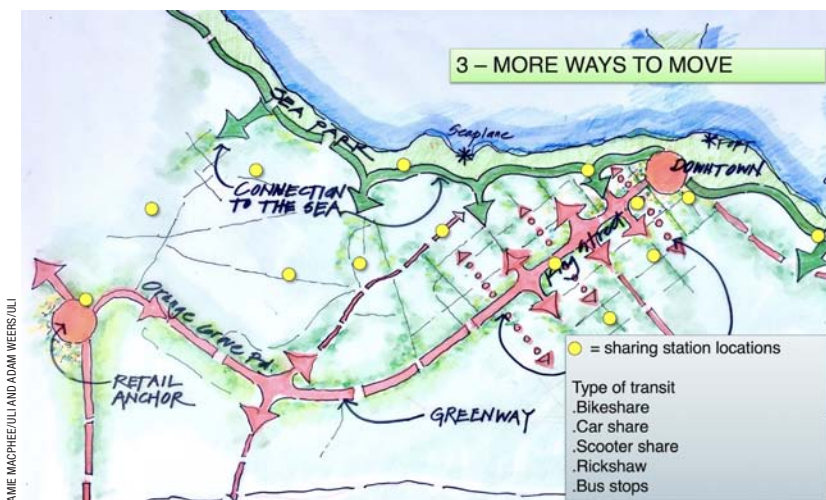 3 – MORE WAYS TO MOVE
SEA PARK
Seaplane
FORT
DOWNTOWN
CONNECTION
TO THE SEA
King Street
Orange Grove Rd.
RETAIL
ANCHOR
GREENWAY
= sharing station locations
Type of transit
.Bikeshare
.Car share
.Scooter share
.Rickshaw
.Bus stops
AMIE MACPHEE/ULI AND ADAM WEERS/ULI